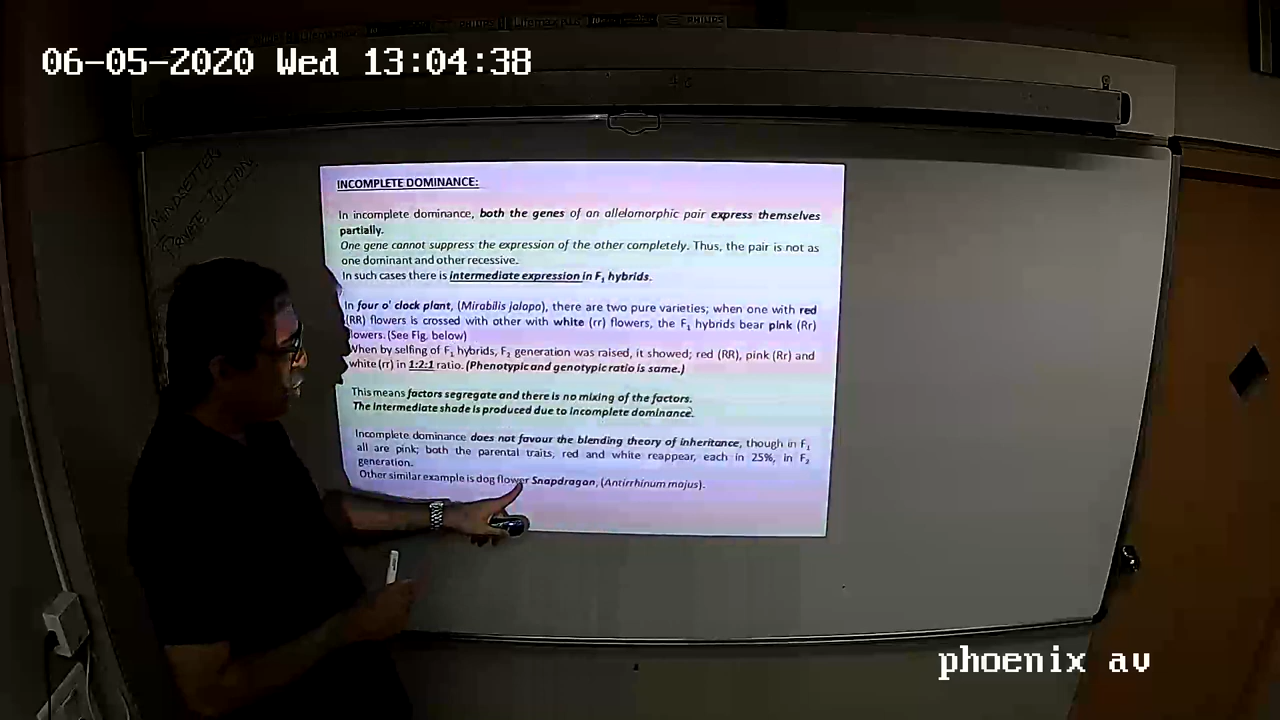 PHILIPS
06-05-2020 Wed 13:04:38
MINDSETTER
PRIVATE TUITION
INCOMPLETE DOMINANCE:
In incomplete dominance, both the genes of an allelomorphic pair express themselves
partially.
One gene cannot suppress the expression of the other completely. Thus, the pair is not as
one dominant and other recessive.
In such cases there is intermediate expression in F₁ hybrids.
In four o' clock plant, (Mirabilis jalapa), there are two pure varieties; when one with red
(RR) flowers is crossed with other with white (rr) flowers, the F₁ hybrids bear pink (Rr)
flowers. (See Fig. below)
When by selfing of F₁ hybrids, F₂ generation was raised, it showed; red (RR), pink (Rr) and
white (rr) in 1:2:1 ratio. (Phenotypic and genotypic ratio is same.)
This means factors segregate and there is no mixing of the factors.
The intermediate shade is produced due to incomplete dominance.
Incomplete dominance does not favour the blending theory of inheritance, though in F₁
all are pink; both the parental traits, red and white reappear, each in 25%, in F₂
generation.
Other similar example is dog flower Snapdragon, (Antirrhinum majus).
phoenix av